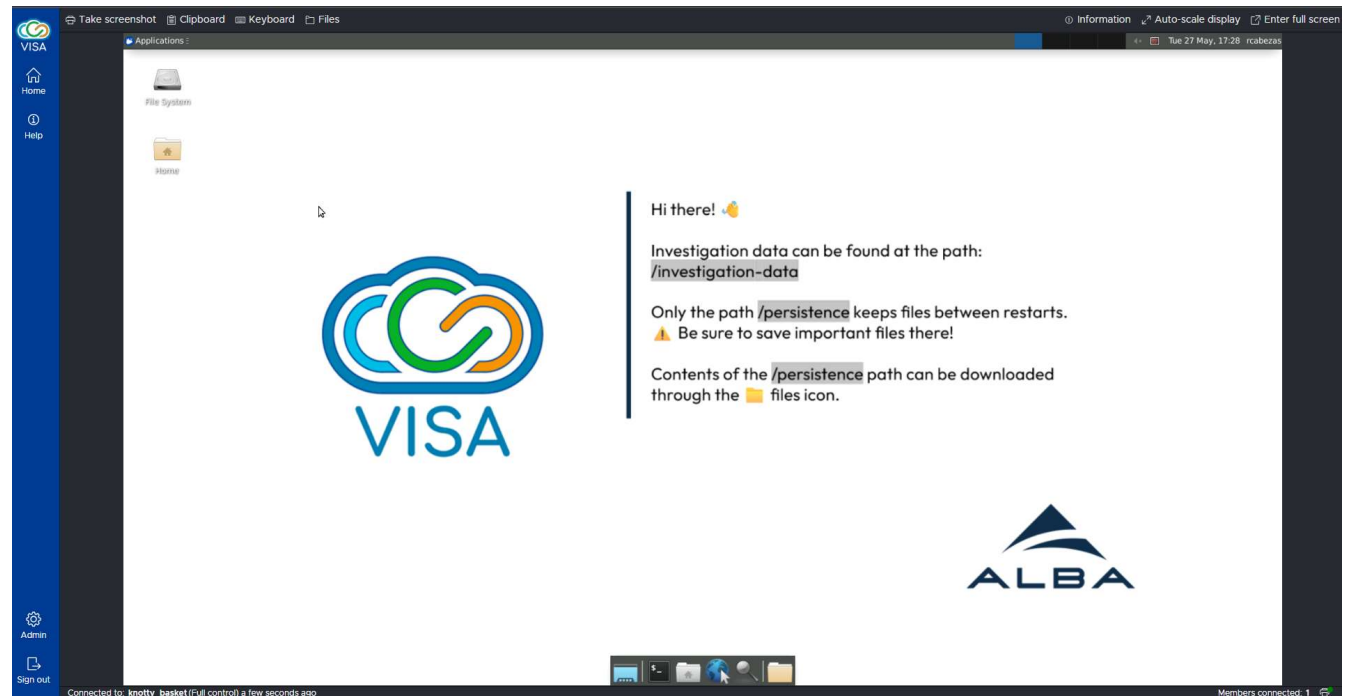 Take screenshot Clipboard Keyboard Files
Information Auto-scale display Enter full screen
VISA
Home
Help
Admin
Sign out
Applications
Tue 27 May, 17:28 rcabezas
File System
Home
VISA
Hi there!
Investigation data can be found at the path:
/investigation-data
Only the path /persistence keeps files between restarts.
Be sure to save important files there!
Contents of the /persistence path can be downloaded
through the files icon.
ALBA
Connected to: knotty_basket (Full control) a few seconds ago
Members connected: 1